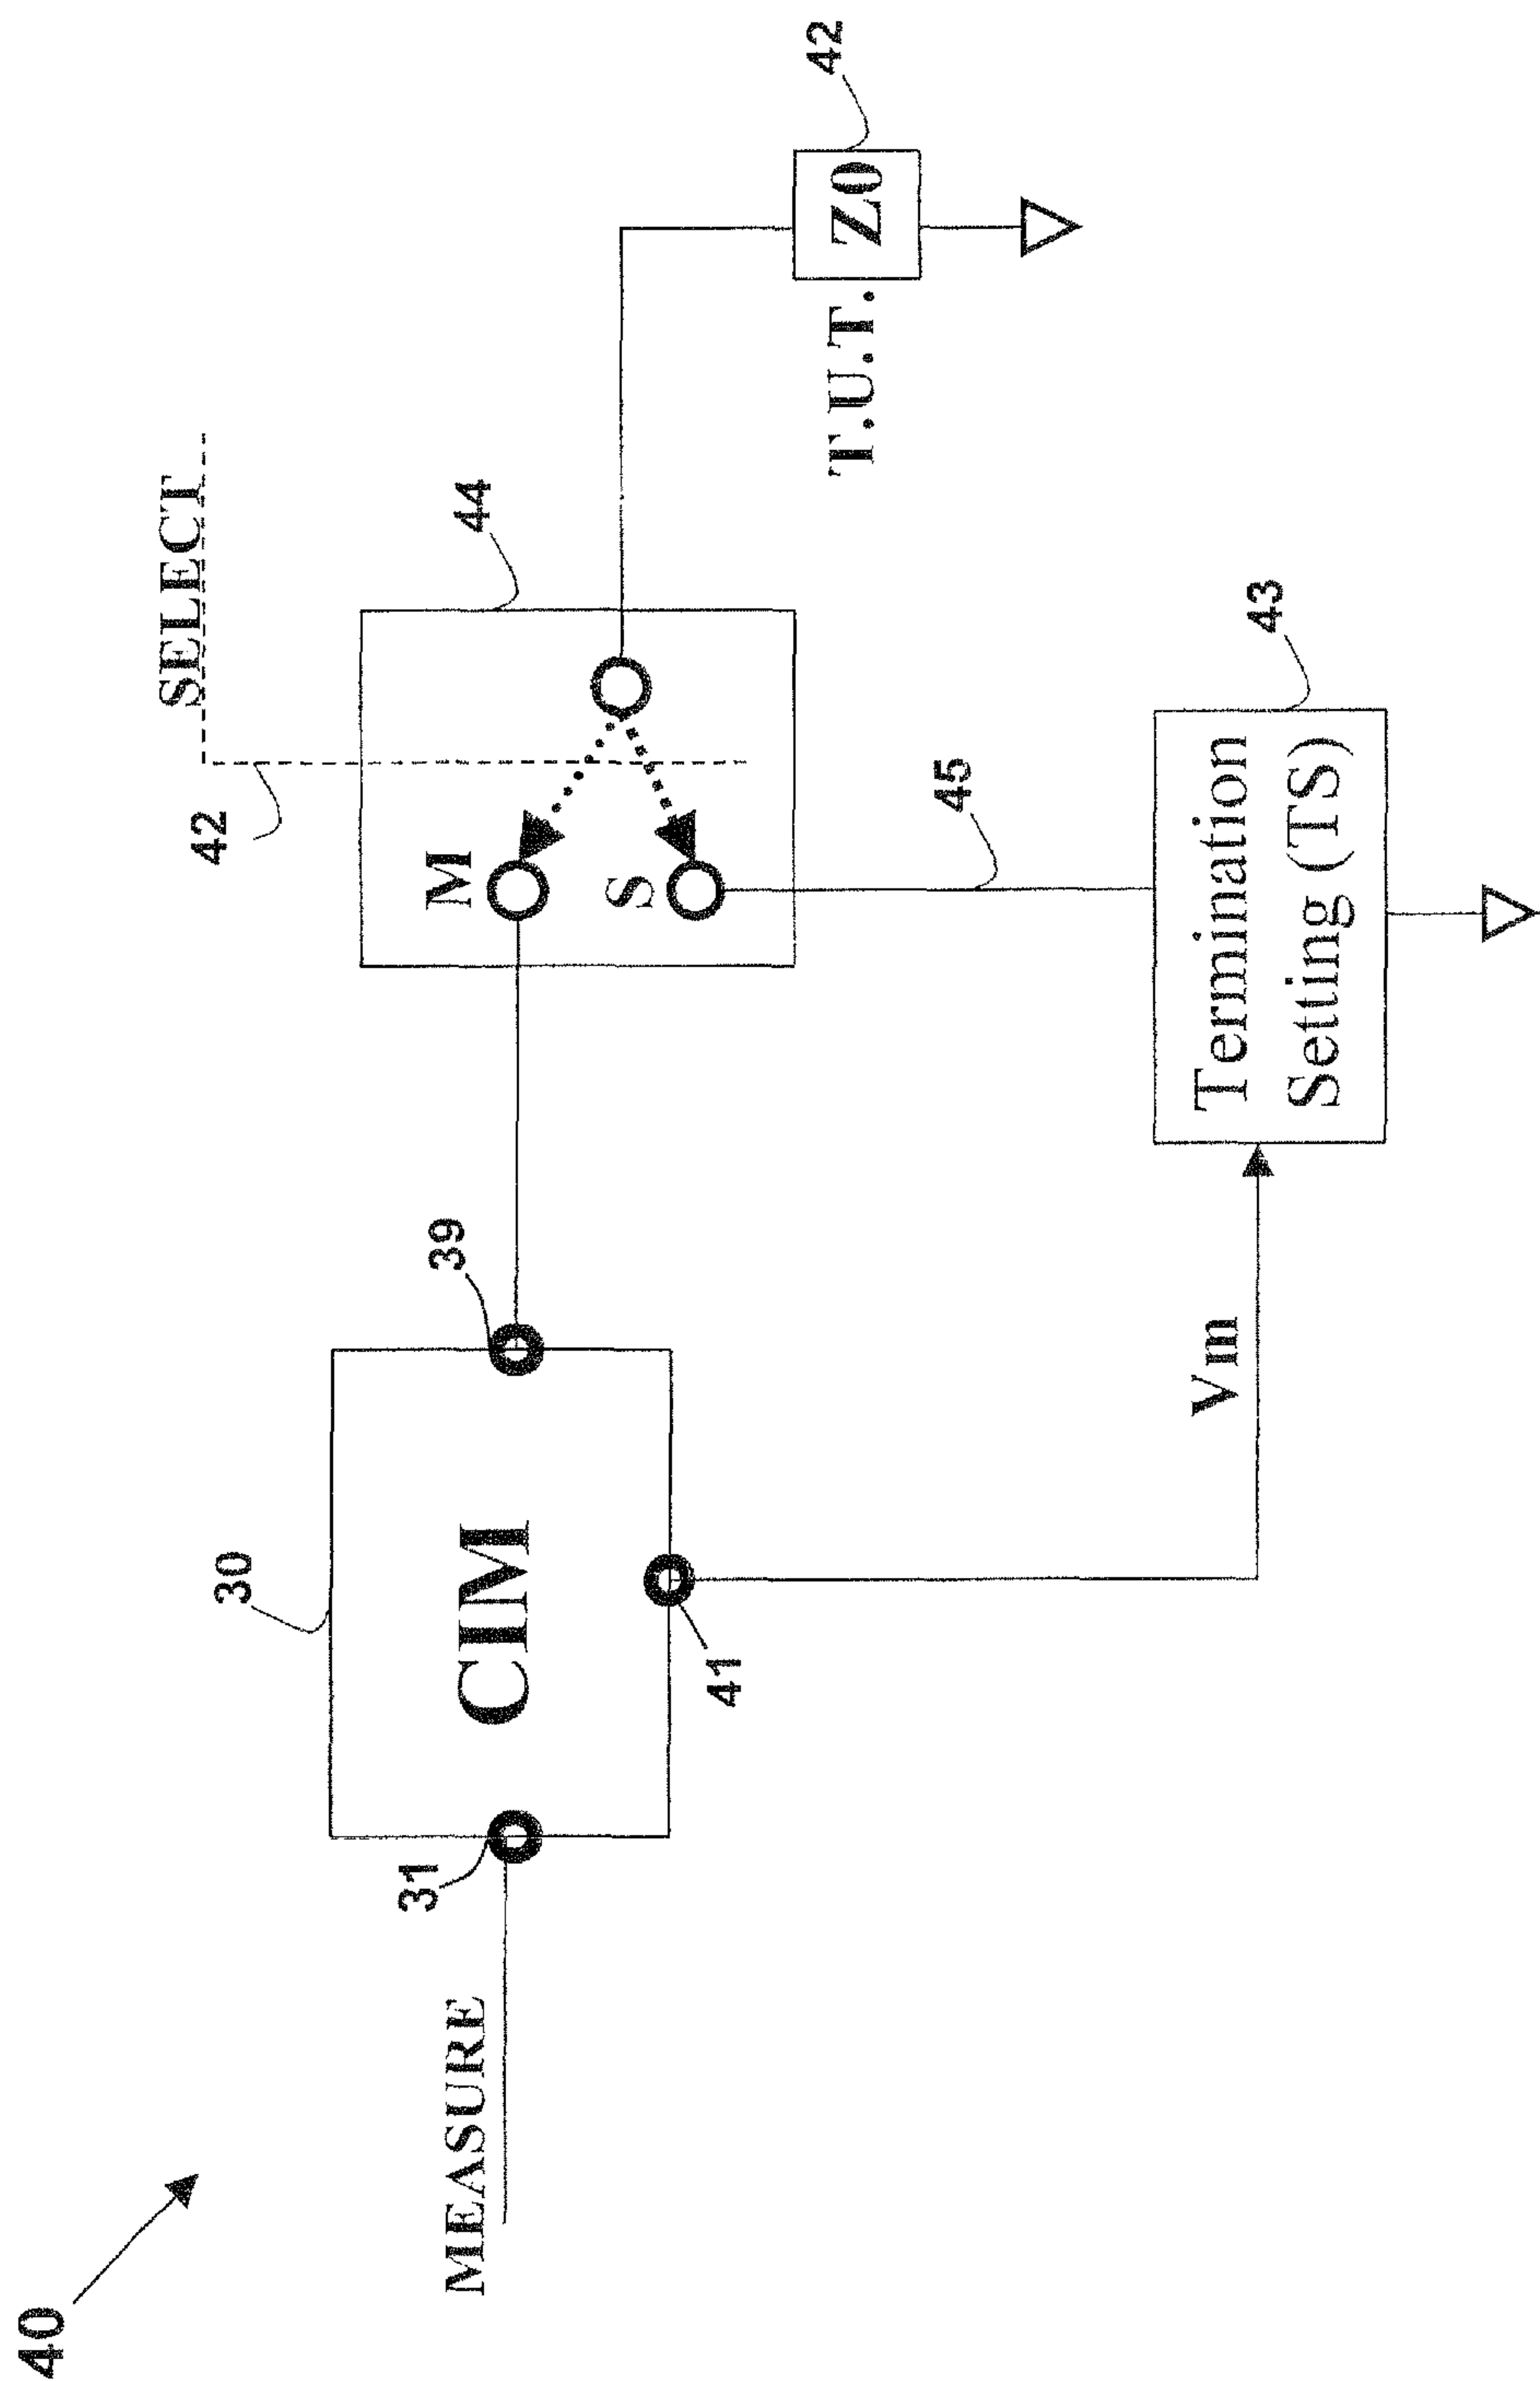 40
SELECT
42
44
42
M
S
Z0
T.U.T.
30
39
CIM
31
41
MEASURE
45
43
Termination
Setting (TS)
Vm